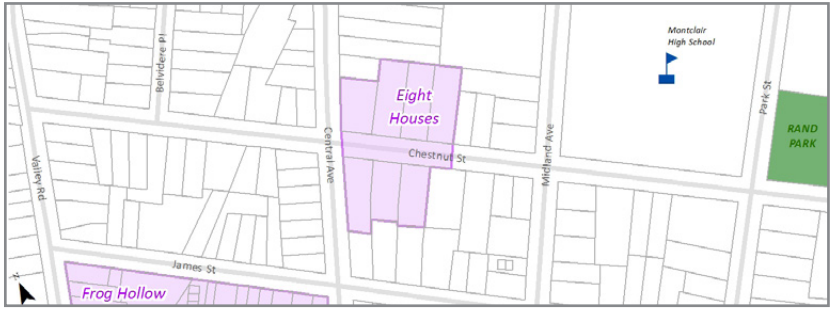 Montclair
High School
Belvidere Pl
Eight
Houses
Park St
RAND
PARK
Central Ave
Chestnut St
Midland Ave
Valley Rd
James St
N
Frog Hollow